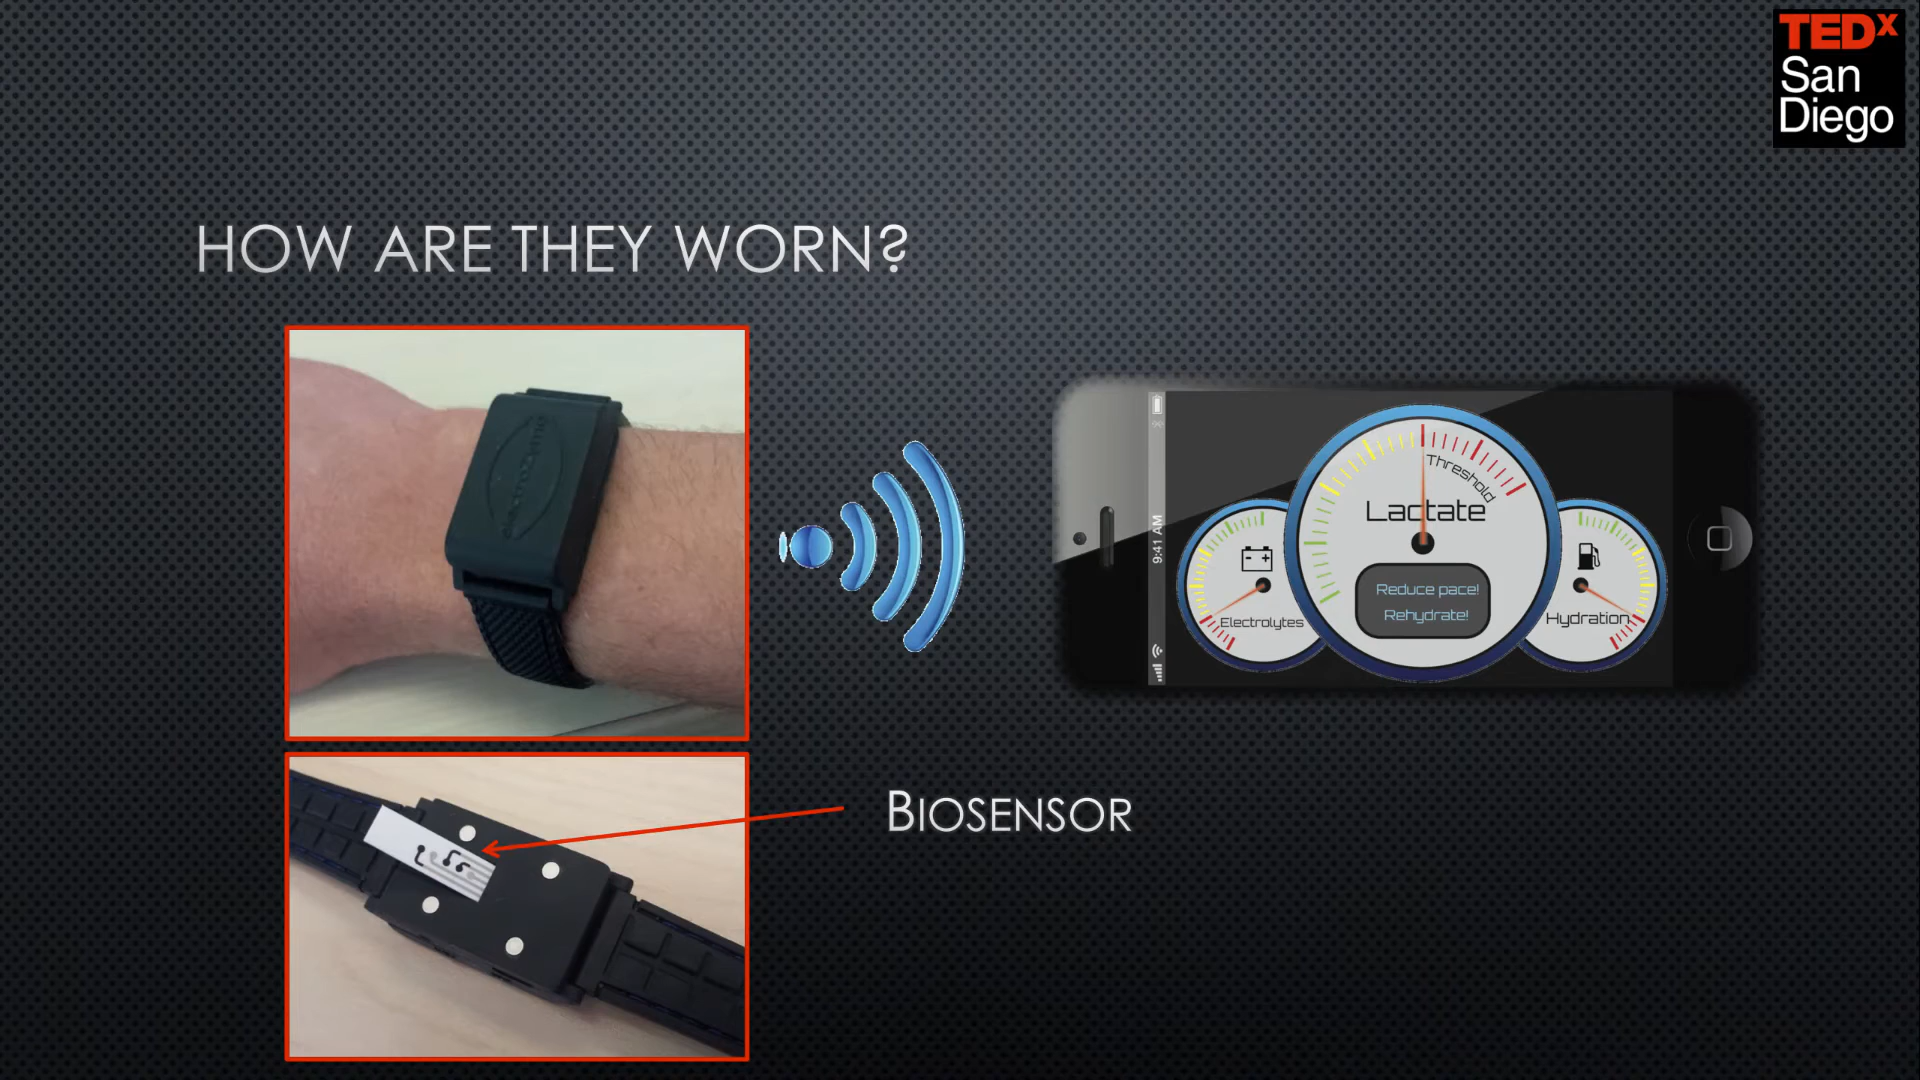 TEDx
San
Diego
HOW ARE THEY WORN?
9:41 AM
Threshold
Lactate
Reduce pace!
Rehydrate!
Electrolytes
Hydration
BIOSENSOR